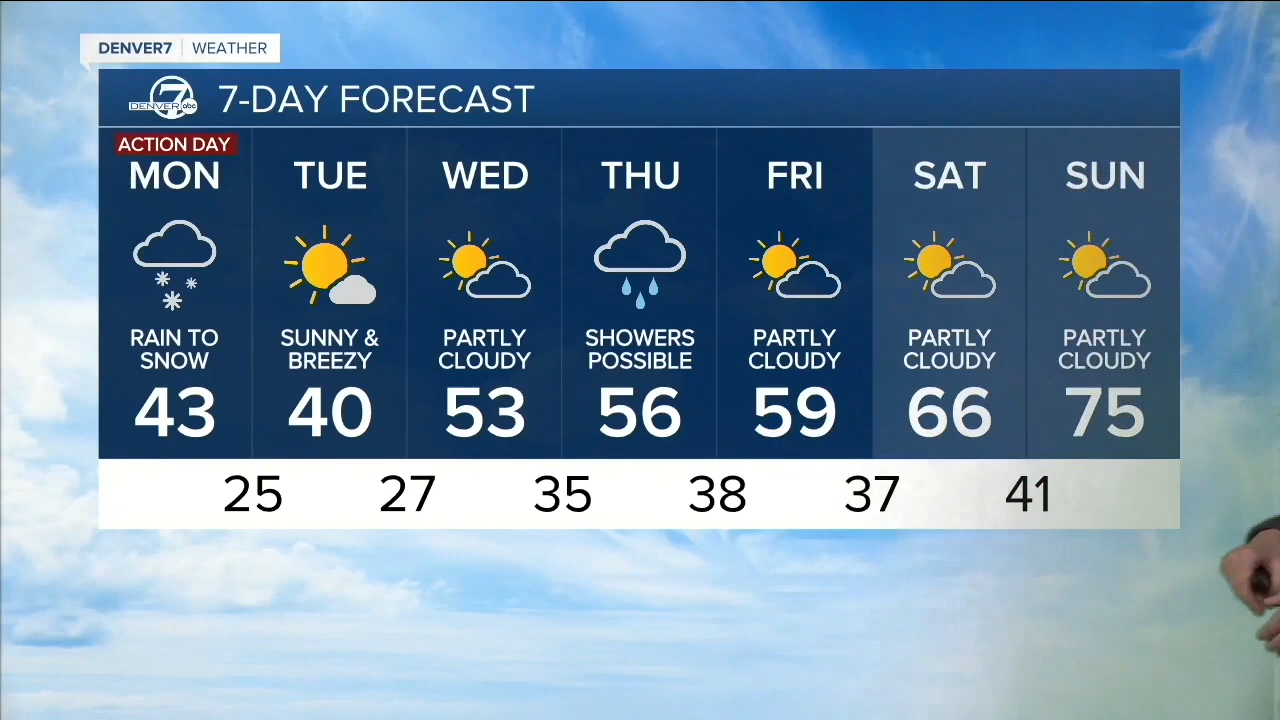 DENVER7 | WEATHER
7 DENVER abc
7-DAY FORECAST
ACTION DAY
MON
TUE
WED
THU
FRI
SAT
SUN
RAIN TO
SNOW
SUNNY &
BREEZY
PARTLY
CLOUDY
SHOWERS
POSSIBLE
PARTLY
CLOUDY
PARTLY
CLOUDY
PARTLY
CLOUDY
43
40
53
56
59
66
75
25
27
35
38
37
41